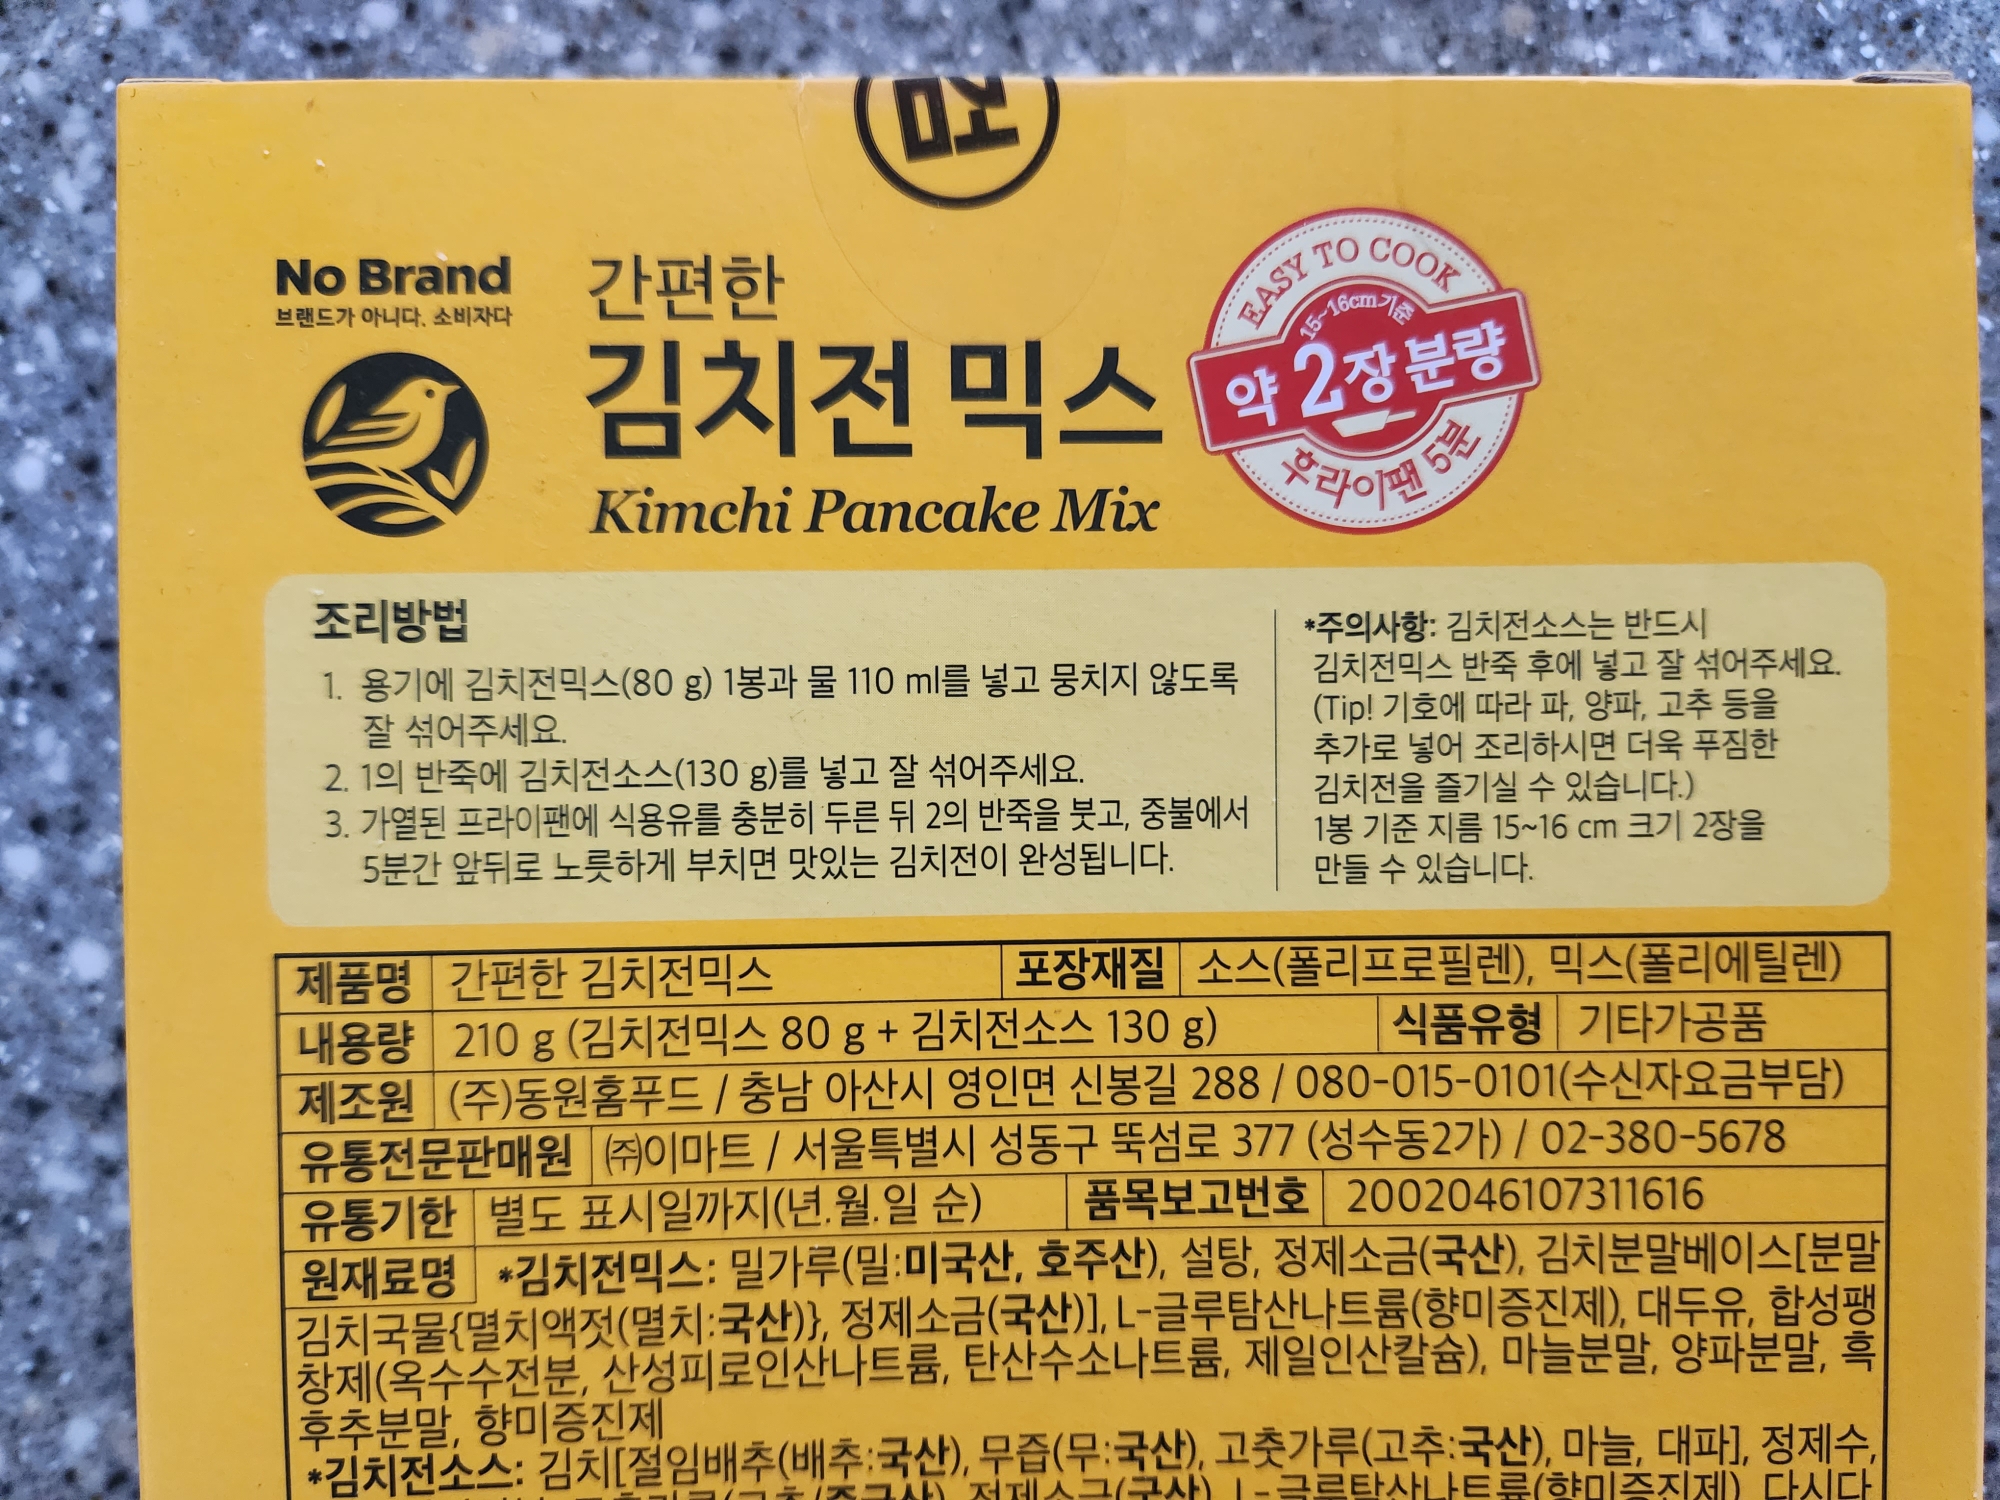 검
No Brand
브랜드가 아니다. 소비자다
간편한
김치전 믹스
Kimchi Pancake Mix
EASY TO COOK
15~16cm기준
약 2장 분량
후라이팬 5분
조리방법
1. 용기에 김치전믹스(80 g) 1봉과 물 110 ml를 넣고 뭉치지 않도록
잘 섞어주세요.
2. 1의 반죽에 김치전소스(130 g)를 넣고 잘 섞어주세요.
3. 가열된 프라이팬에 식용유를 충분히 두른 뒤 2의 반죽을 붓고, 중불에서
5분간 앞뒤로 노릇하게 부치면 맛있는 김치전이 완성됩니다.
*주의사항: 김치전소스는 반드시
김치전믹스 반죽 후에 넣고 잘 섞어주세요.
(Tip! 기호에 따라 파, 양파, 고추 등을
추가로 넣어 조리하시면 더욱 푸짐한
김치전을 즐기실 수 있습니다.)
1봉 기준 지름 15~16 cm 크기 2장을
만들 수 있습니다.
제품명 간편한 김치전믹스 포장재질 소스(폴리프로필렌), 믹스(폴리에틸렌)
내용량 210 g (김치전믹스 80 g + 김치전소스 130 g) 식품유형 기타가공품
제조원 (주)동원홈푸드 / 충남 아산시 영인면 신봉길 288 / 080-015-0101(수신자요금부담)
유통전문판매원 ㈜이마트 / 서울특별시 성동구 뚝섬로 377 (성수동2가) / 02-380-5678
유통기한 별도 표시일까지(년.월.일 순) 품목보고번호 2002046107311616
원재료명 *김치전믹스: 밀가루(밀:미국산, 호주산), 설탕, 정제소금(국산), 김치분말베이스[분말
김치국물{멸치액젓(멸치:국산)}, 정제소금(국산)], L-글루탐산나트륨(향미증진제), 대두유, 합성팽
창제(옥수수전분, 산성피로인산나트륨, 탄산수소나트륨, 제일인산칼슘), 마늘분말, 양파분말, 흑
후추분말, 향미증진제
*김치전소스: 김치[절임배추(배추:국산), 무즙(무:국산), 고춧가루(고추:국산), 마늘, 대파], 정제수,
정제소금(국산), L-글루탐산나트륨(향미증진제), 다시다